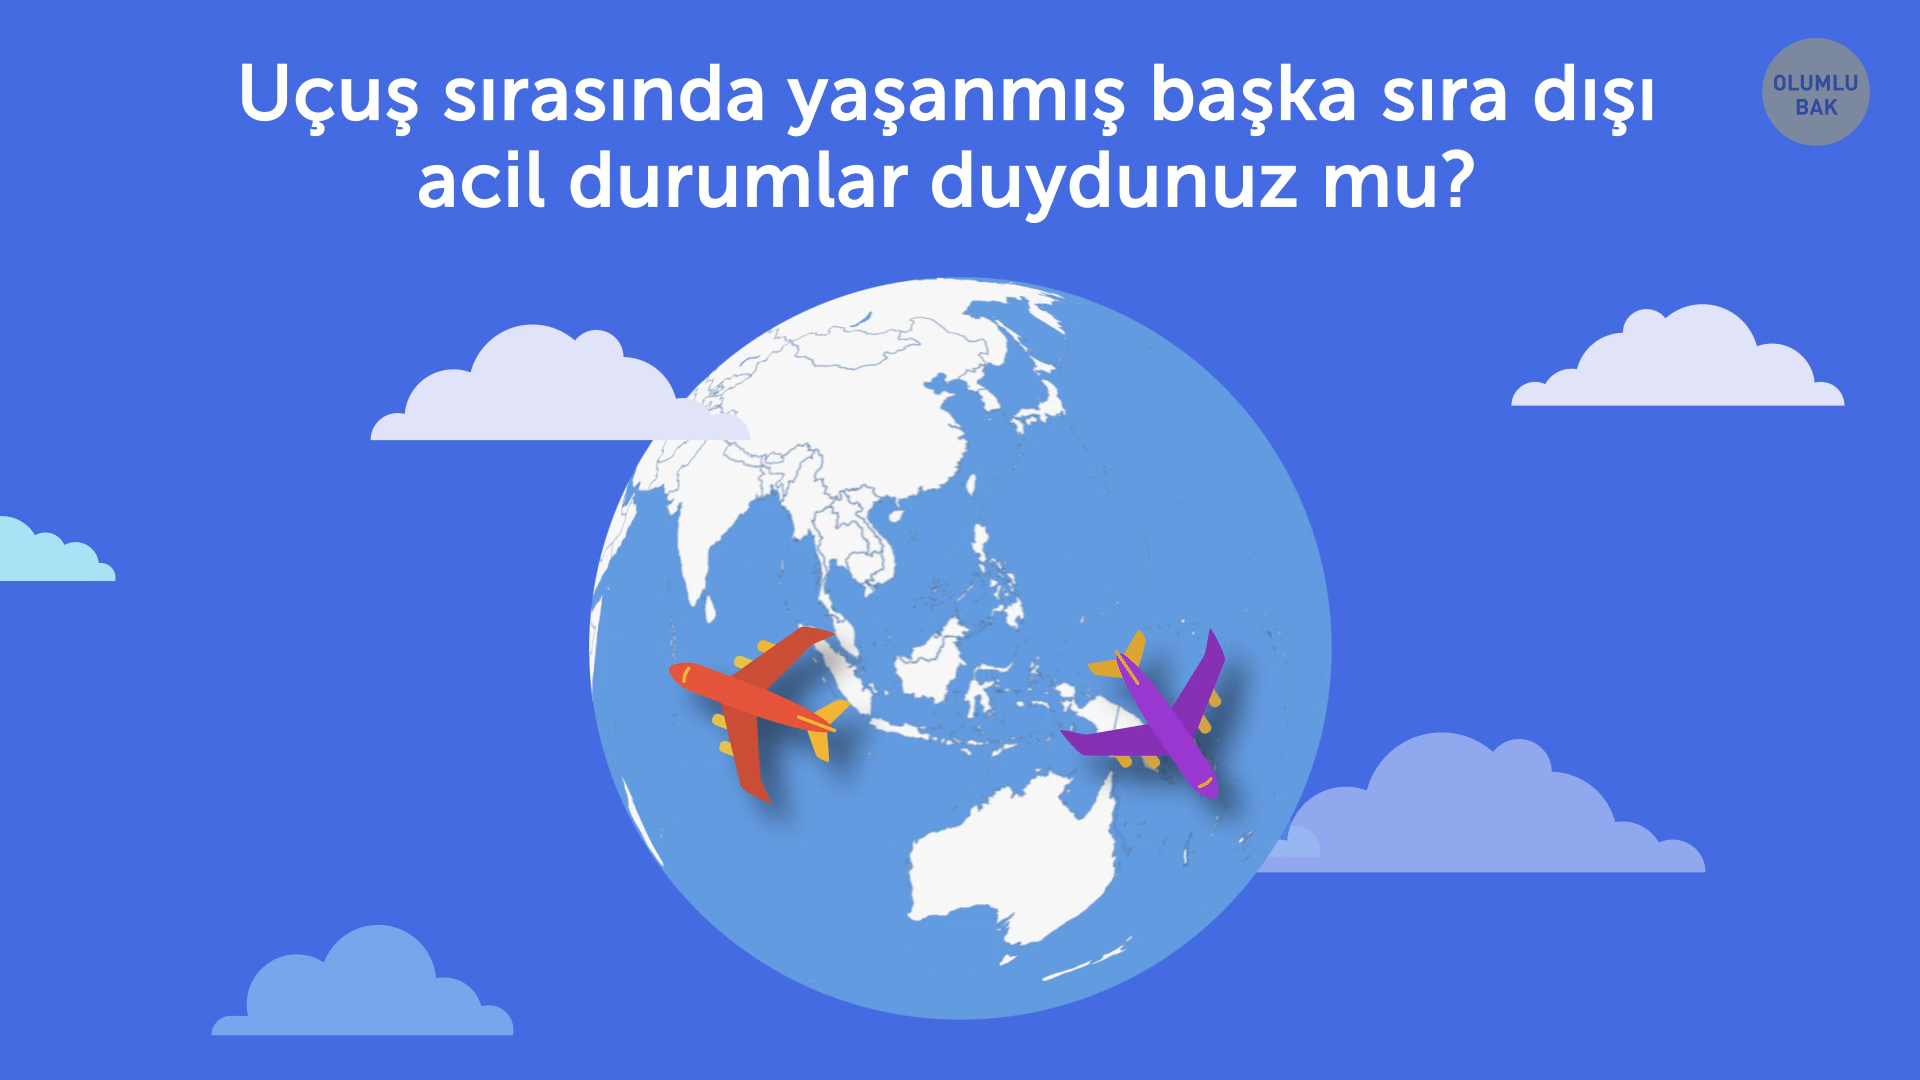 Uçuş sırasında yaşanmış başka sıra dışı
acil durumlar duydunuz mu?
OLUMLU
BAK